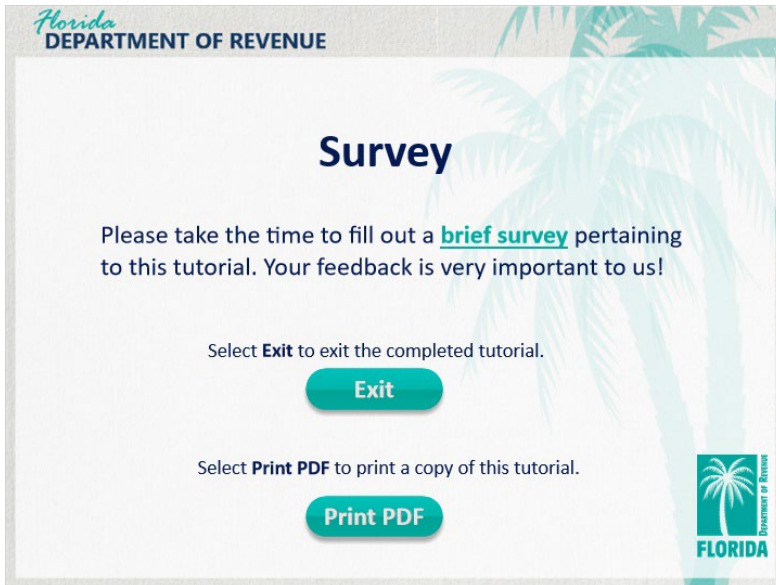 Florida
DEPARTMENT OF REVENUE
Survey
Please take the time to fill out a brief survey pertaining
to this tutorial. Your feedback is very important to us!
Select Exit to exit the completed tutorial.
Exit
Select Print PDF to print a copy of this tutorial.
Print PDF
DEPARTMENT OF REVENUE
FLORIDA